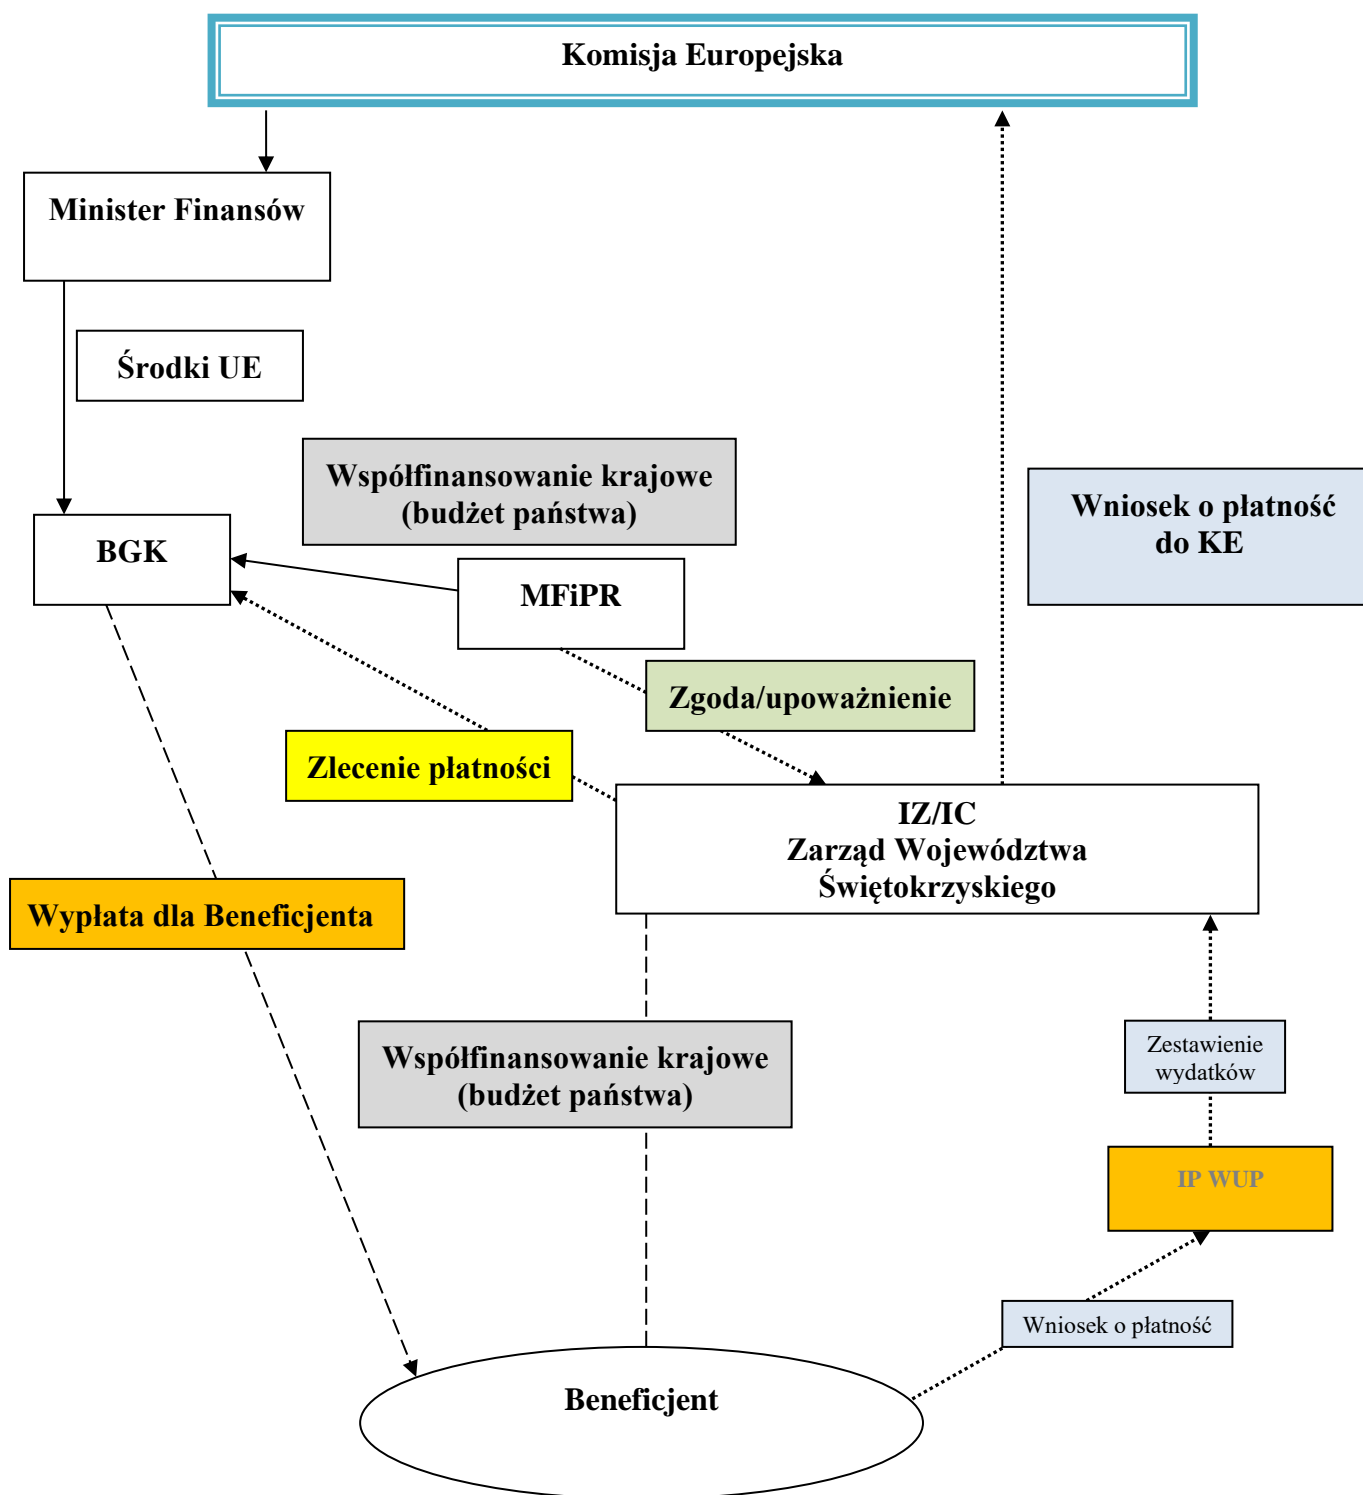 Komisja Europejska
Minister Finansów
Środki UE
Współfinansowanie krajowe
(budżet państwa)
Wniosek o płatność
do KE
BGK
MFiPR
Zgoda/upoważnienie
Zlecenie płatności
IZ/IC
Zarząd Województwa
Świętokrzyskiego
Wypłata dla Beneficjenta
Współfinansowanie krajowe
(budżet państwa)
Zestawienie
wydatków
IP WUP
Wniosek o płatność
Beneficjent